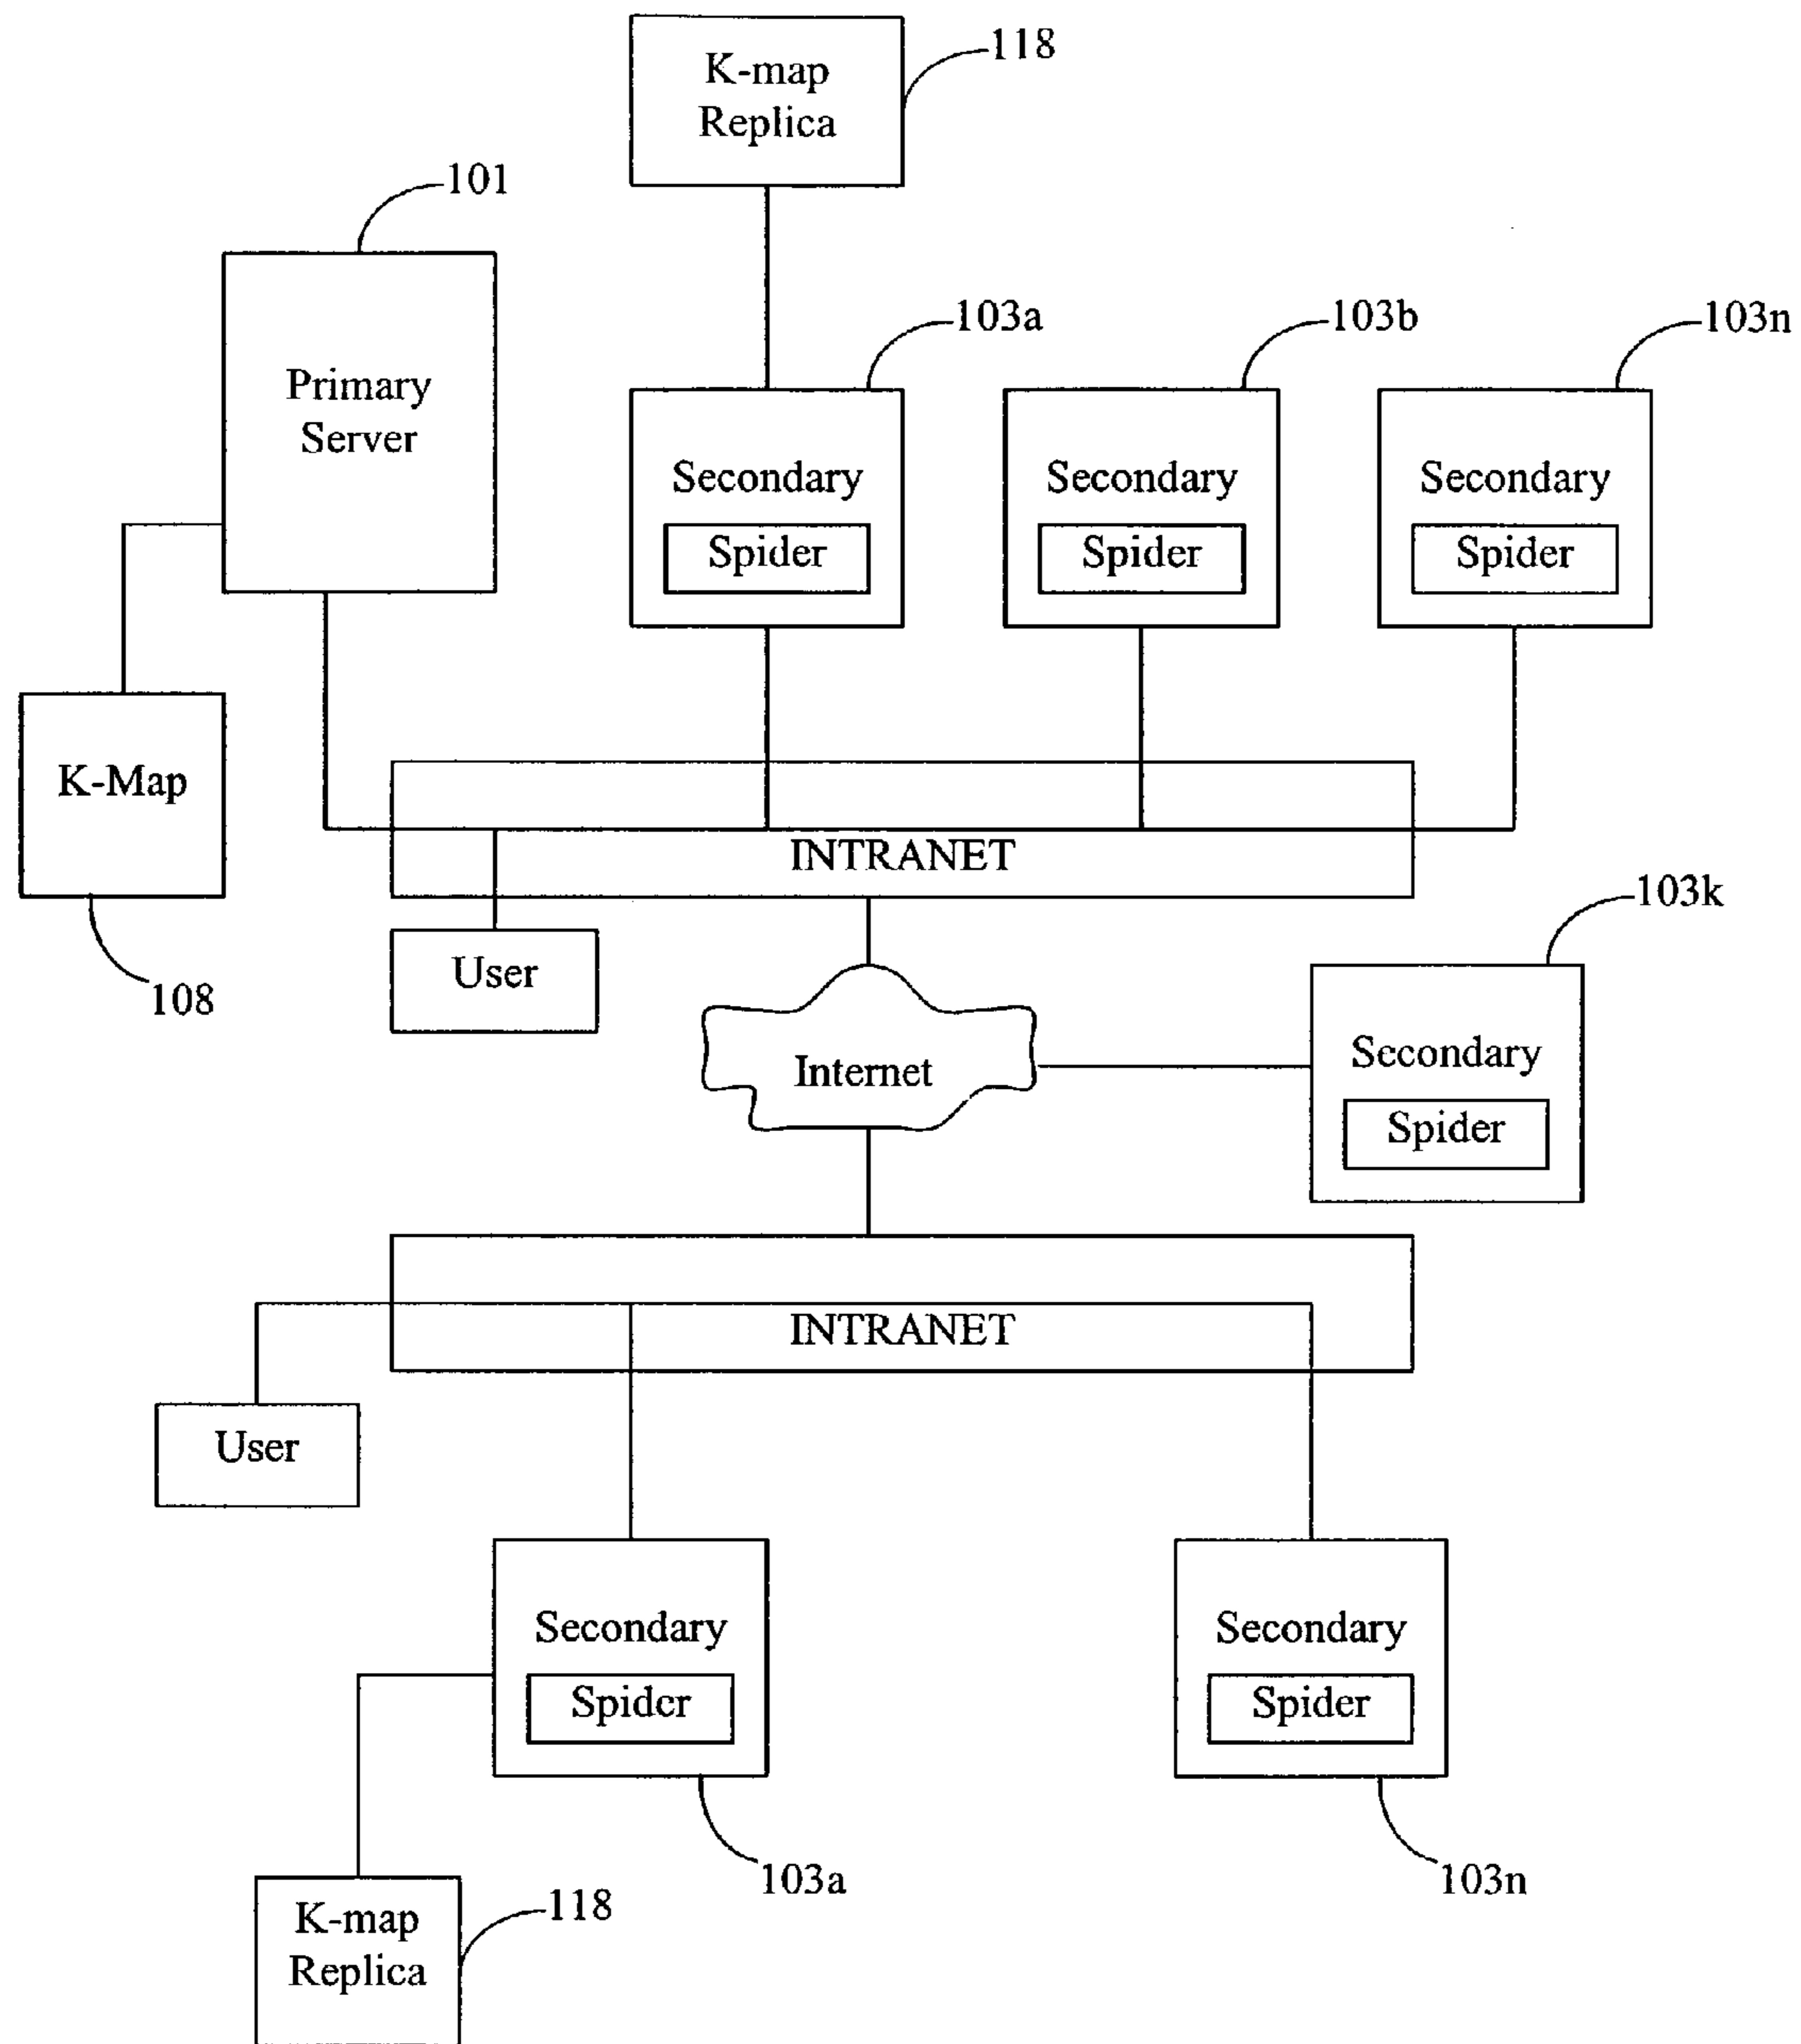 K-map
Replica
118
101
Primary
Server
103a
103b
103n
Secondary
Spider
Secondary
Spider
Secondary
Spider
K-Map
108
INTRANET
User
103k
Internet
Secondary
Spider
INTRANET
User
Secondary
Spider
103a
Secondary
Spider
103n
K-map
Replica
118